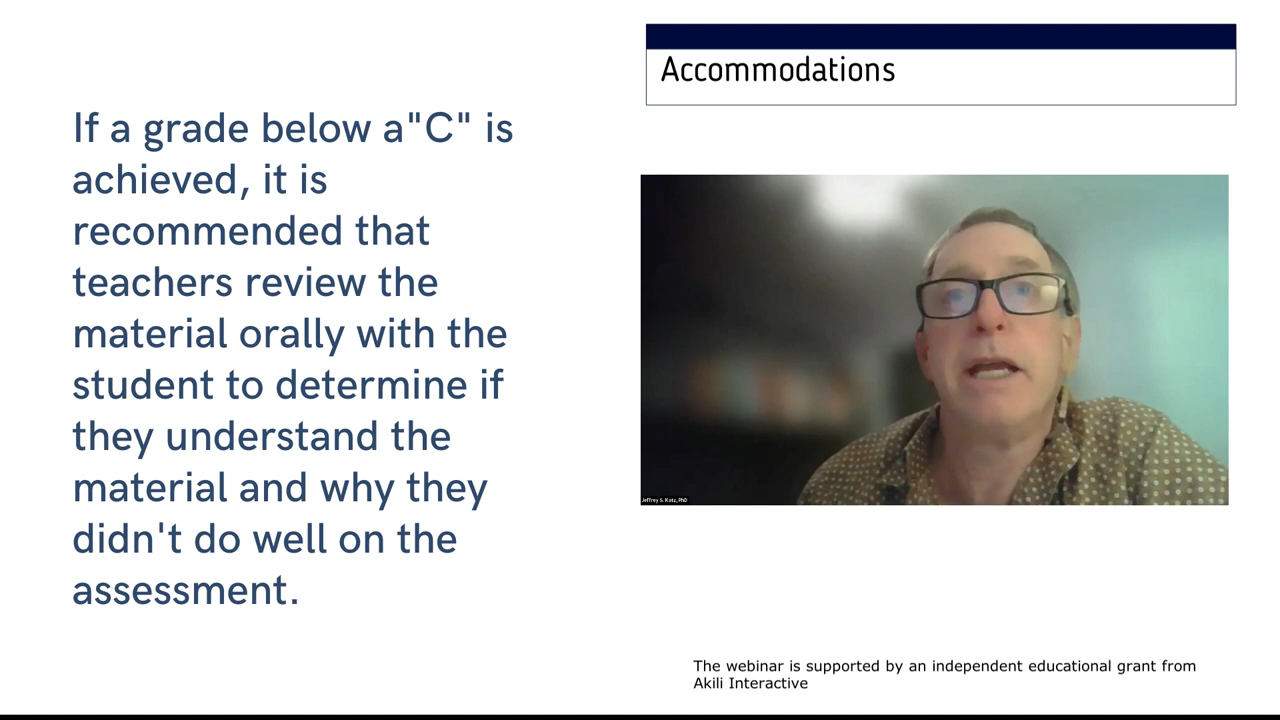 If a grade below a"C" is
achieved, it is
recommended that
teachers review the
material orally with the
student to determine if
they understand the
material and why they
didn't do well on the
assessment.
Accommodations
Jeffrey S. Katz, PhD
The webinar is supported by an independent educational grant from
Akili Interactive